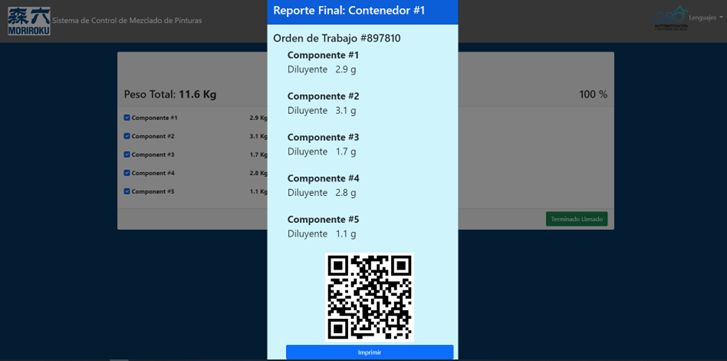 森六
MORIROKU
Sistema de Control de Mezclado de Pinturas
Lenguajes
Reporte Final: Contenedor #1
Orden de Trabajo #897810
Componente #1
Diluyente 2.9 g
Componente #2
Diluyente 3.1 g
Componente #3
Diluyente 1.7 g
Componente #4
Diluyente 2.8 g
Componente #5
Diluyente 1.1 g
Imprimir
Peso Total: 11.6 Kg
100 %
Componente #1 2.9 K
Component #2 3.1 Kg
Component #3 1.7 Kg
Component #4 2.8 Kg
Component #5 1.1 Kg
Terminado Llenado